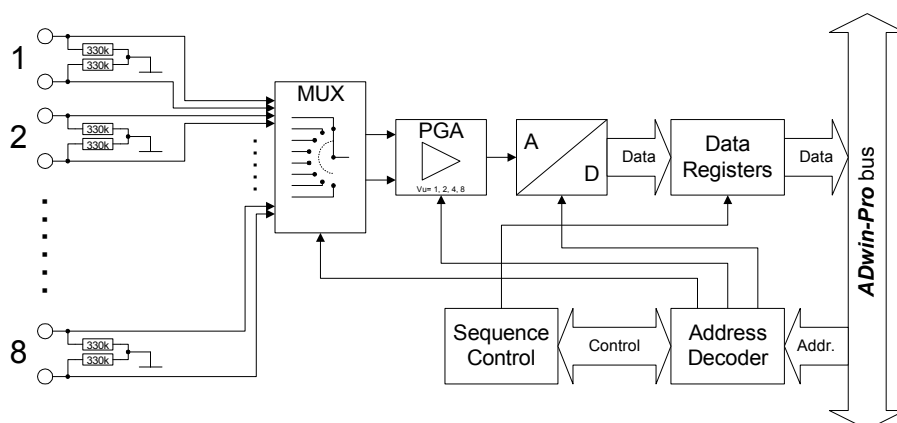 1
330k
330k
2
330k
330k
8
330k
330k
MUX
PGA
Vu= 1, 2, 4, 8
A
D
Data
Data
Registers
Data
Sequence
Control
Control
Address
Decoder
Addr.
ADwin-Pro bus